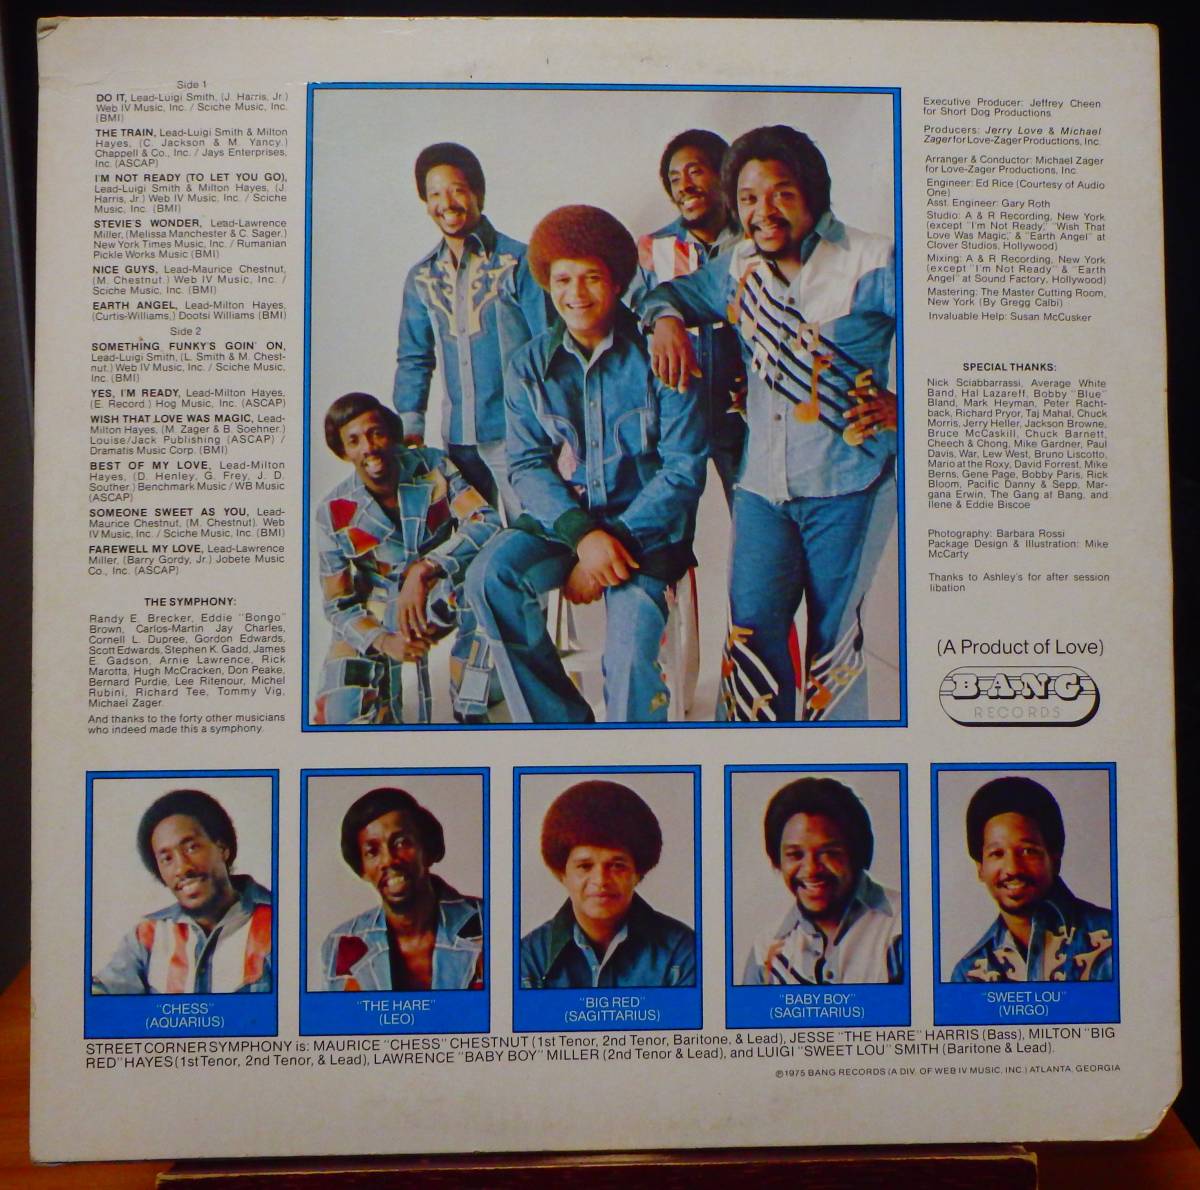 Side 1
DO IT, Lead-Luigi Smith, (J. Harris, Jr.)
Web IV Music, Inc. / Sciche Music, Inc.
(BMI)
THE TRAIN, Lead-Luigi Smith & Milton
Hayes, (C. Jackson & M. Yancy.)
Chappell & Co., Inc. / Jays Enterprises,
Inc. (ASCAP)
I'M NOT READY (TO LET YOU GO),
Lead-Luigi Smith & Milton Hayes, (J.
Harris, Jr.) Web IV Music, Inc. / Sciche
Music, Inc. (BMI)
STEVIE'S WONDER, Lead-Lawrence
Miller, (Melissa Manchester & C. Sager.)
New York Times Music, Inc. / Rumanian
Pickle Works Music (BMI)
NICE GUYS, Lead-Maurice Chestnut,
(M. Chestnut.) Web IV Music, Inc. /
Sciche Music, Inc. (BMI)
EARTH ANGEL, Lead-Milton Hayes,
(Curtis-Williams,) Dootsi Williams (BMI)
Side 2
SOMETHING FUNKY'S GOIN' ON,
Lead-Luigi Smith, (L. Smith & M. Chest-
nut.) Web IV Music, Inc. / Sciche Music,
Inc. (BMI)
YES, I'M READY, Lead-Milton Hayes,
(E. Record.) Hog Music, Inc. (ASCAP)
WISH THAT LOVE WAS MAGIC, Lead-
Milton Hayes, (M. Zager & B. Soehner.)
Louise/Jack Publishing (ASCAP) /
Dramatis Music Corp. (BMI)
BEST OF MY LOVE, Lead-Milton
Hayes, (D. Henley, G. Frey, J. D.
Souther.) Benchmark Music / WB Music
(ASCAP)
SOMEONE SWEET AS YOU, Lead-
Maurice Chestnut, (M. Chestnut). Web
IV Music, Inc. / Sciche Music, Inc. (BMI)
FAREWELL MY LOVE, Lead-Lawrence
Miller, (Barry Gordy, Jr.) Jobete Music
Co., Inc. (ASCAP)
THE SYMPHONY:
Randy E. Brecker, Eddie "Bongo"
Brown, Carlos-Martin Jay Charles,
Cornell L. Dupree, Gordon Edwards,
Scott Edwards, Stephen K. Gadd, James
E. Gadson, Arnie Lawrence, Rick
Marotta, Hugh McCracken, Don Peake,
Bernard Purdie, Lee Ritenour, Michel
Rubini, Richard Tee, Tommy Vig,
Michael Zager.
And thanks to the forty other musicians
who indeed made this a symphony.
Executive Producer: Jeffrey Cheen
for Short Dog Productions.
Producers: Jerry Love & Michael
Zager for Love-Zager Productions, Inc.
Arranger & Conductor: Michael Zager
for Love-Zager Productions, Inc.
Engineer: Ed Rice (Courtesy of Audio
One)
Asst. Engineer: Gary Roth
Studio: A & R Recording, New York
(except "I'm Not Ready," "Wish That
Love Was Magic," & "Earth Angel" at
Clover Studios, Hollywood)
Mixing: A & R Recording, New York
(except "I'm Not Ready" & "Earth
Angel" at Sound Factory, Hollywood)
Mastering: The Master Cutting Room,
New York (By Gregg Calbi)
Invaluable Help: Susan McCusker
SPECIAL THANKS:
Nick Sciabbarrassi, Average White
Band, Hal Lazareff, Bobby "Blue"
Bland, Mark Heyman, Peter Racht-
back, Richard Pryor, Taj Mahal, Chuck
Morris, Jerry Heller, Jackson Browne,
Bruce McCaskill, Chuck Barnett,
Cheech & Chong, Mike Gardner, Paul
Davis, War, Lew West, Bruno Liscotto,
Mario at the Roxy, David Forrest, Mike
Berns, Gene Page, Bobby Paris, Rick
Bloom, Pacific Danny & Sepp, Mar-
gana Erwin, The Gang at Bang, and
Ilene & Eddie Biscoe
Photography: Barbara Rossi
Package Design & Illustration: Mike
McCarty
Thanks to Ashley's for after session
libation
(A Product of Love)
BANG
RECORDS
"CHESS"
(AQUARIUS)
"THE HARE"
(LEO)
"BIG RED"
(SAGITTARIUS)
"BABY BOY"
(SAGITTARIUS)
"SWEET LOU"
(VIRGO)
STREET CORNER SYMPHONY is: MAURICE "CHESS" CHESTNUT (1st Tenor, 2nd Tenor, Baritone, & Lead), JESSE "THE HARE" HARRIS (Bass), MILTON "BIG
RED" HAYES (1st Tenor, 2nd Tenor, & Lead), LAWRENCE "BABY BOY" MILLER (2nd Tenor & Lead), and LUIGI "SWEET LOU" SMITH (Baritone & Lead).
℗1975 BANG RECORDS (A DIV. OF WEB IV MUSIC, INC.) ATLANTA, GEORGIA